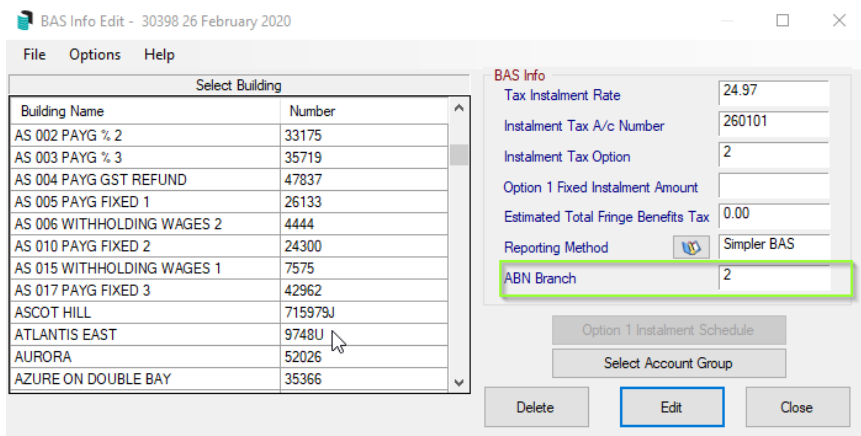 BAS Info Edit - 30398 26 February 2020
File Options Help
Select Building
Building Name Number
AS 002 PAYG % 2 33175
AS 003 PAYG % 3 35719
AS 004 PAYG GST REFUND 47837
AS 005 PAYG FIXED 1 26133
AS 006 WITHHOLDING WAGES 2 4444
AS 010 PAYG FIXED 2 24300
AS 015 WITHHOLDING WAGES 1 7575
AS 017 PAYG FIXED 3 42962
ASCOT HILL 715979J
ATLANTIS EAST 9748U
AURORA 52026
AZURE ON DOUBLE BAY 35366
BAS Info
Tax Instalment Rate 24.97
Instalment Tax A/c Number 260101
Instalment Tax Option 2
Option 1 Fixed Instalment Amount
Estimated Total Fringe Benefits Tax 0.00
Reporting Method Simpler BAS
ABN Branch 2
Option 1 Instalment Schedule
Select Account Group
Delete Edit Close